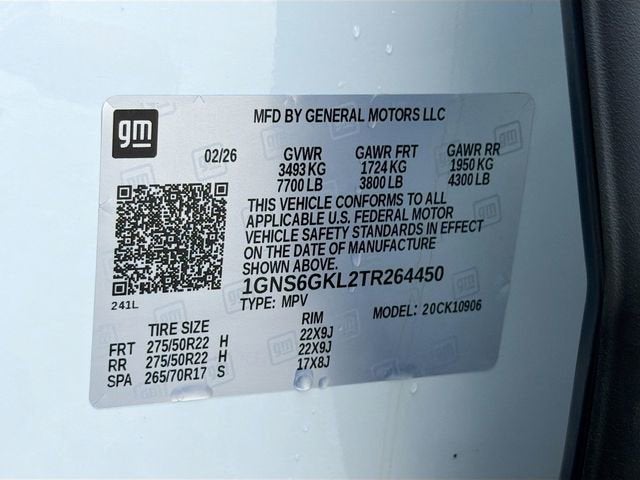 gm
MFD BY GENERAL MOTORS LLC
02/26 GVWR GAWR FRT GAWR RR
3493 KG 1724 KG 1950 KG
7700 LB 3800 LB 4300 LB
THIS VEHICLE CONFORMS TO ALL
APPLICABLE U.S. FEDERAL MOTOR
VEHICLE SAFETY STANDARDS IN EFFECT
ON THE DATE OF MANUFACTURE
SHOWN ABOVE.
1GNS6GKL2TR264450
241L
TYPE: MPV MODEL: 20CK10906
TIRE SIZE RIM
FRT 275/50R22 H 22X9J
RR 275/50R22 H 22X9J
SPA 265/70R17 S 17X8J